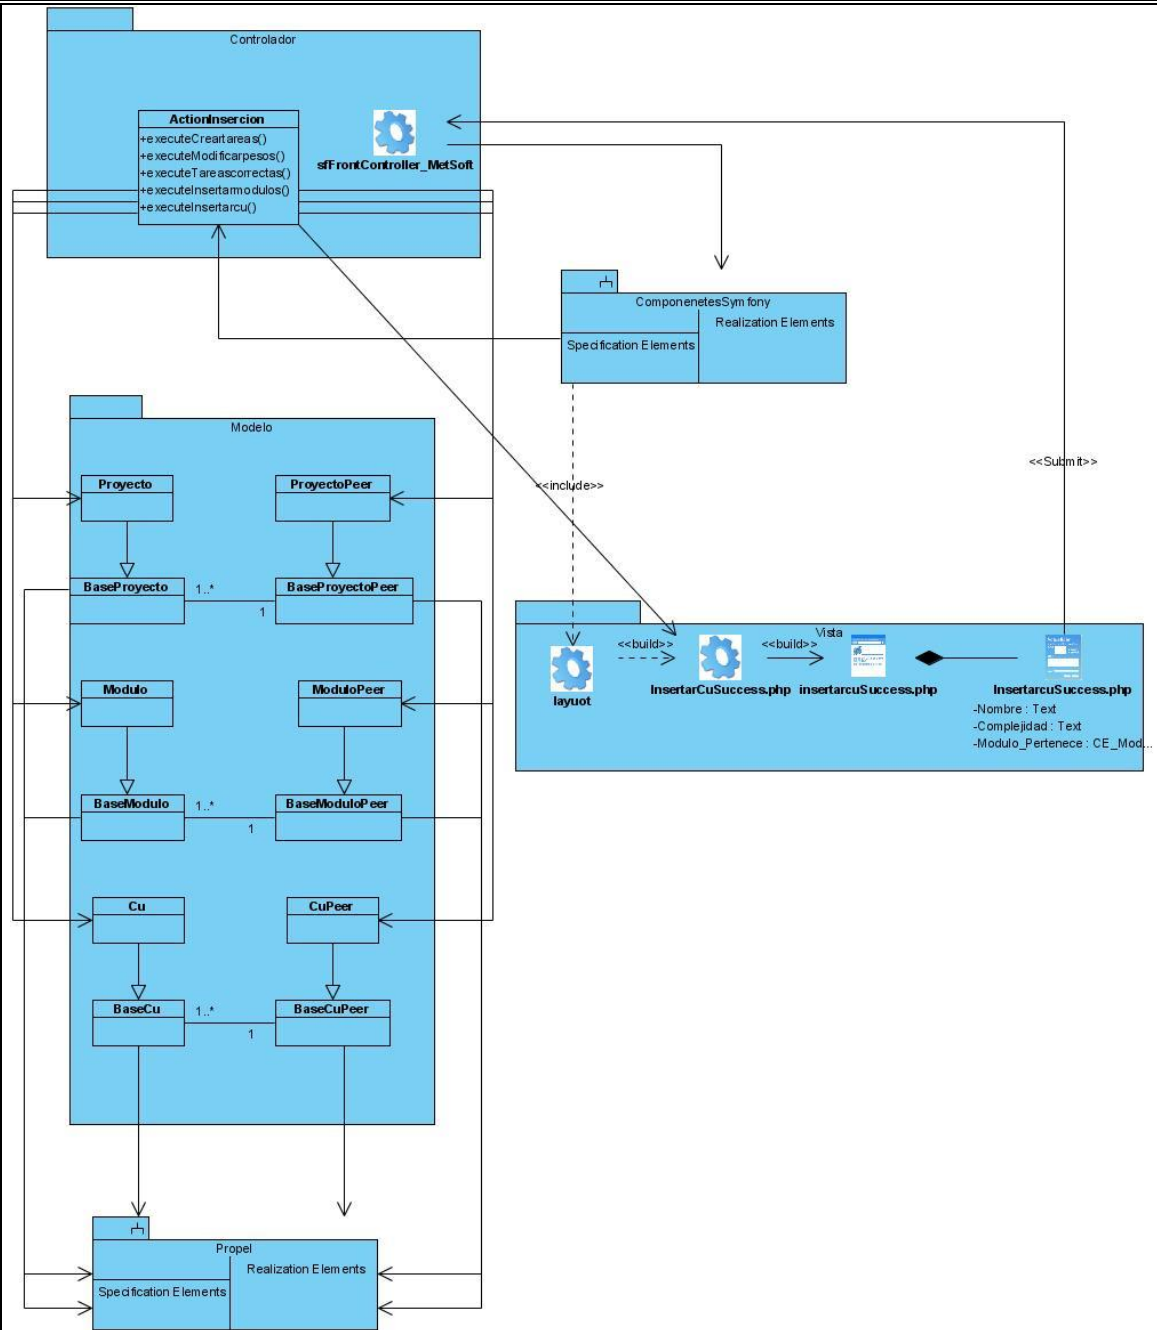 Controlador
ActionInsercion
+executeCreartareas()
+executeModificarpesos()
+executeTareascorrectas()
+executeInsertarmodulos()
+executeInsertarcu()
sfFrontController_MetSoft
ComponenetesSymfony
Realization Elements
Specification Elements
<<Submit>>
<<include>>
Modelo
Proyecto
ProyectoPeer
BaseProyecto
1..*
1
BaseProyectoPeer
Modulo
ModuloPeer
BaseModulo
1..*
1
BaseModuloPeer
Cu
CuPeer
BaseCu
1..*
1
BaseCuPeer
Vista
<<build>>
<<build>>
layuot
InsertarCuSuccess.php
insertarcuSuccess.php
InsertarcuSuccess.php
-Nombre : Text
-Complejidad : Text
-Modulo_Pertenece : CE_Mod...
Propel
Realization Elements
Specification Elements